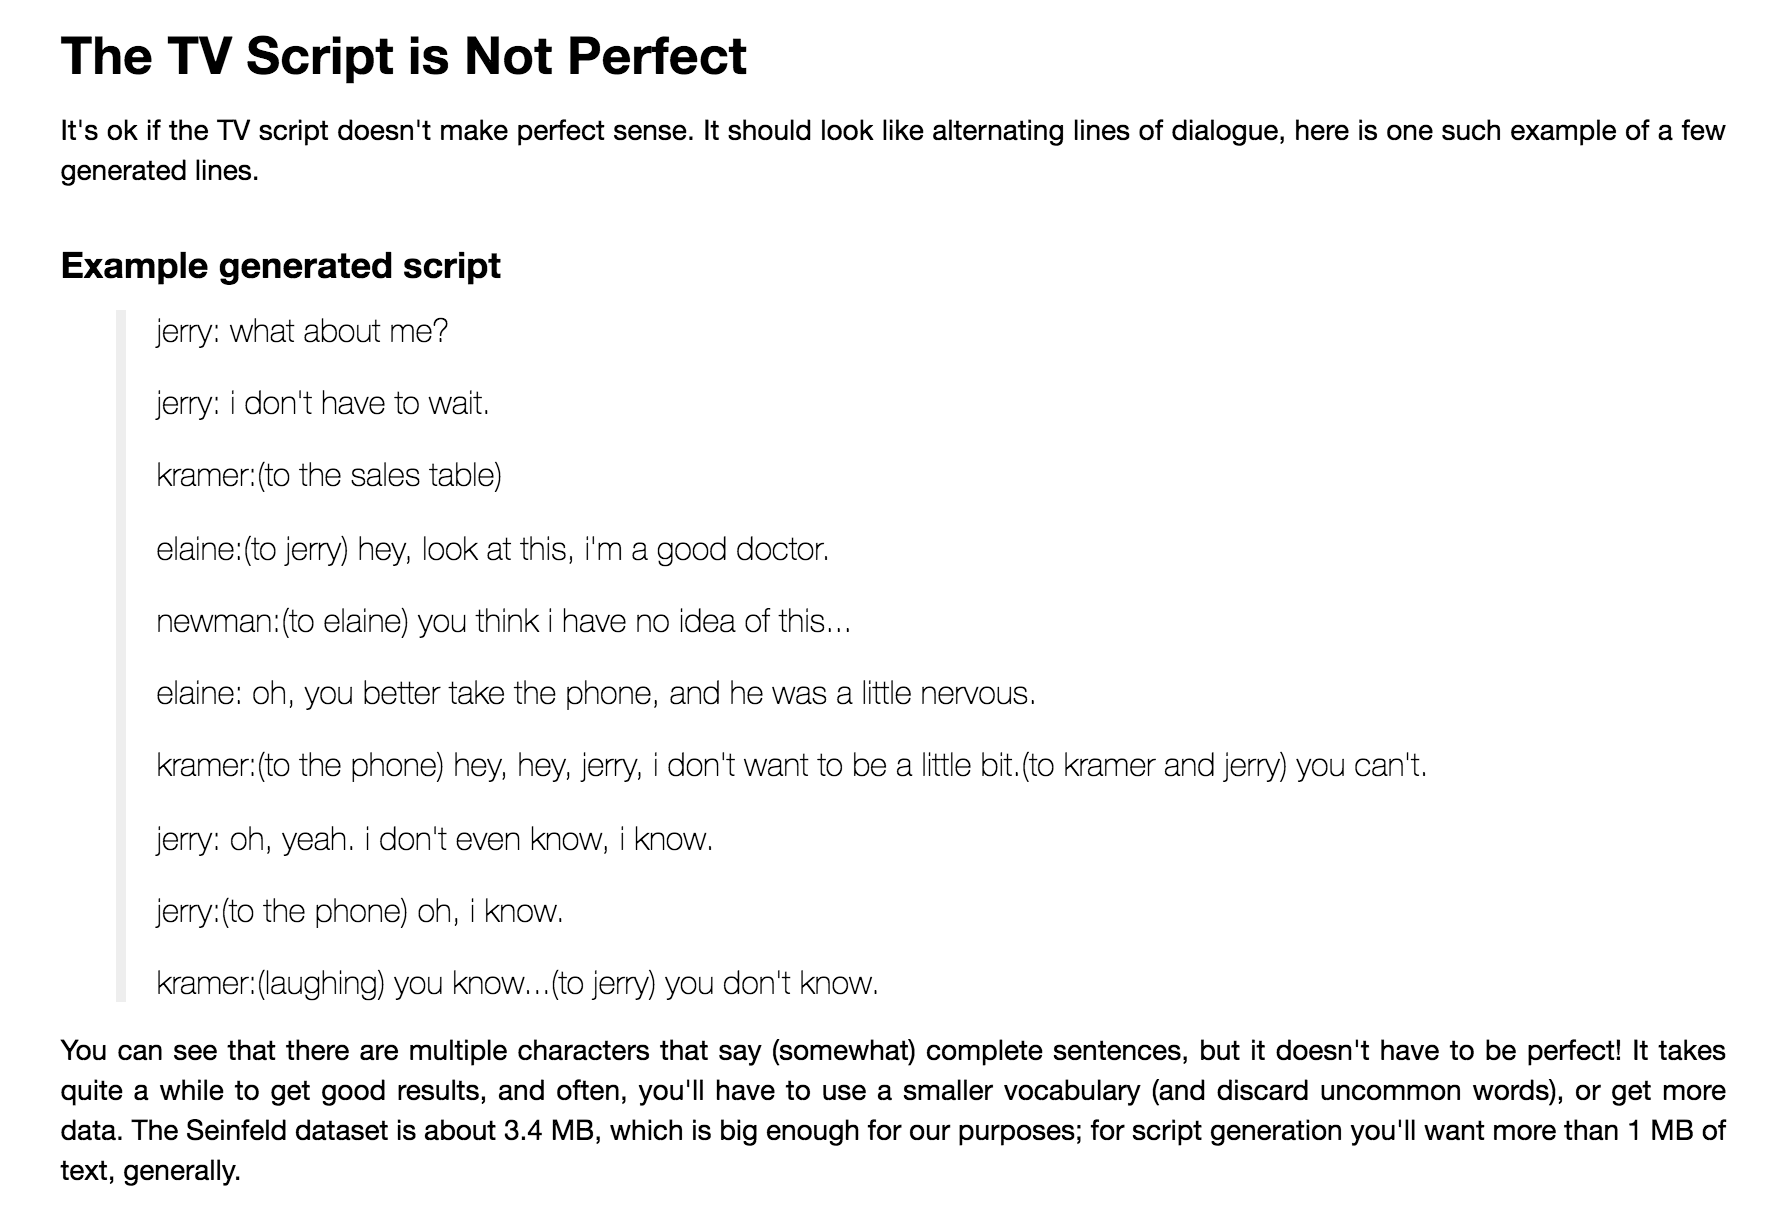 The TV Script is Not Perfect
It's ok if the TV script doesn't make perfect sense. It should look like alternating lines of dialogue, here is one such example of a few
generated lines.
Example generated script
jerry: what about me?
jerry: i don't have to wait.
kramer:(to the sales table)
elaine:(to jerry) hey, look at this, i'm a good doctor.
newman:(to elaine) you think i have no idea of this...
elaine: oh, you better take the phone, and he was a little nervous.
kramer:(to the phone) hey, hey, jerry, i don't want to be a little bit.(to kramer and jerry) you can't.
jerry: oh, yeah. i don't even know, i know.
jerry:(to the phone) oh, i know.
kramer:(laughing) you know...(to jerry) you don't know.
You can see that there are multiple characters that say (somewhat) complete sentences, but it doesn't have to be perfect! It takes
quite a while to get good results, and often, you'll have to use a smaller vocabulary (and discard uncommon words), or get more
data. The Seinfeld dataset is about 3.4 MB, which is big enough for our purposes; for script generation you'll want more than 1 MB of
text, generally.